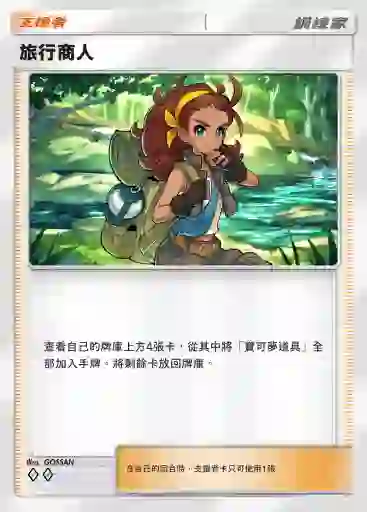 支援者
訓練家
旅行商人
查看自己的牌庫上方4張卡，從其中將「寶可夢道具」全
部加入手牌。將剩餘卡放回牌庫。
Illus. GOSSAN
在自己的回合時，支援者卡只可使用1張